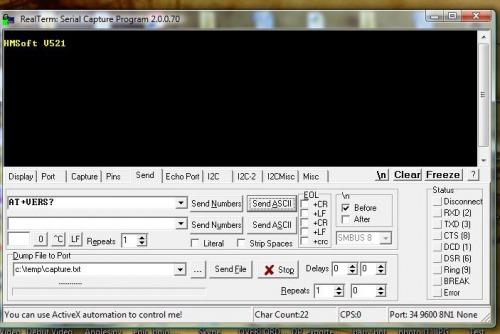 RealTerm: Serial Capture Program 2.0.0.70
HMSoft V521
Display Port Capture Pins Send Echo Port I2C I2C-2 I2CMisc Misc \n Clear Freeze ?
AT+VERS? Send Numbers Send ASCII
Send Numbers Send ASCII
0 ^C LF Repeats 1 Literal Strip Spaces
EOL
+CR
+LF
+CR
+LF
+crc
\n
Before
After
SMBUS 8
Dump File to Port
c:\temp\capture.txt ... Send File Stop Delays 0 0
Repeats 1 0
Status
Disconnect
RXD (2)
TXD (3)
CTS (8)
DCD (1)
DSR (6)
Ring (9)
BREAK
Error
You can use ActiveX automation to control me! Char Count:22 CPS:0 Port: 34 9600 8N1 None